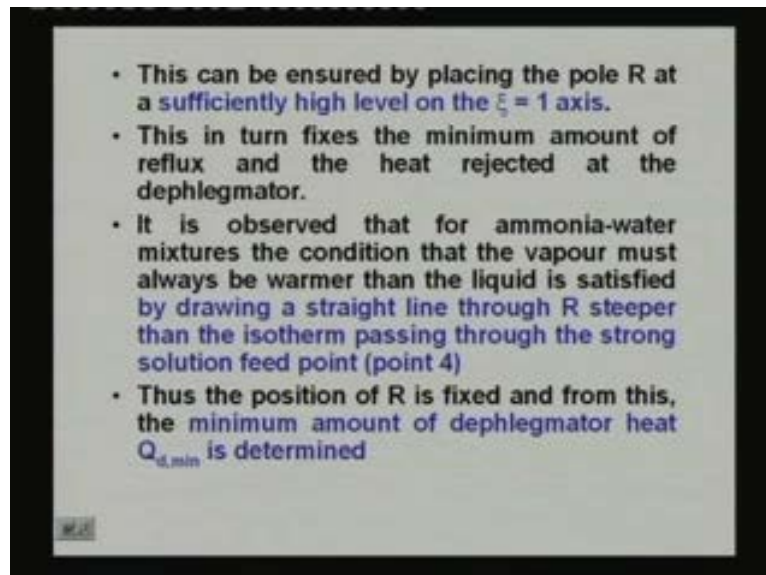 • This can be ensured by placing the pole R at
a sufficiently high level on the ξ = 1 axis.
• This in turn fixes the minimum amount of
reflux and the heat rejected at the
dephlegmator.
• It is observed that for ammonia-water
mixtures the condition that the vapour must
always be warmer than the liquid is satisfied
by drawing a straight line through R steeper
than the isotherm passing through the strong
solution feed point (point 4)
• Thus the position of R is fixed and from this,
the minimum amount of dephlegmator heat
Qd,min is determined